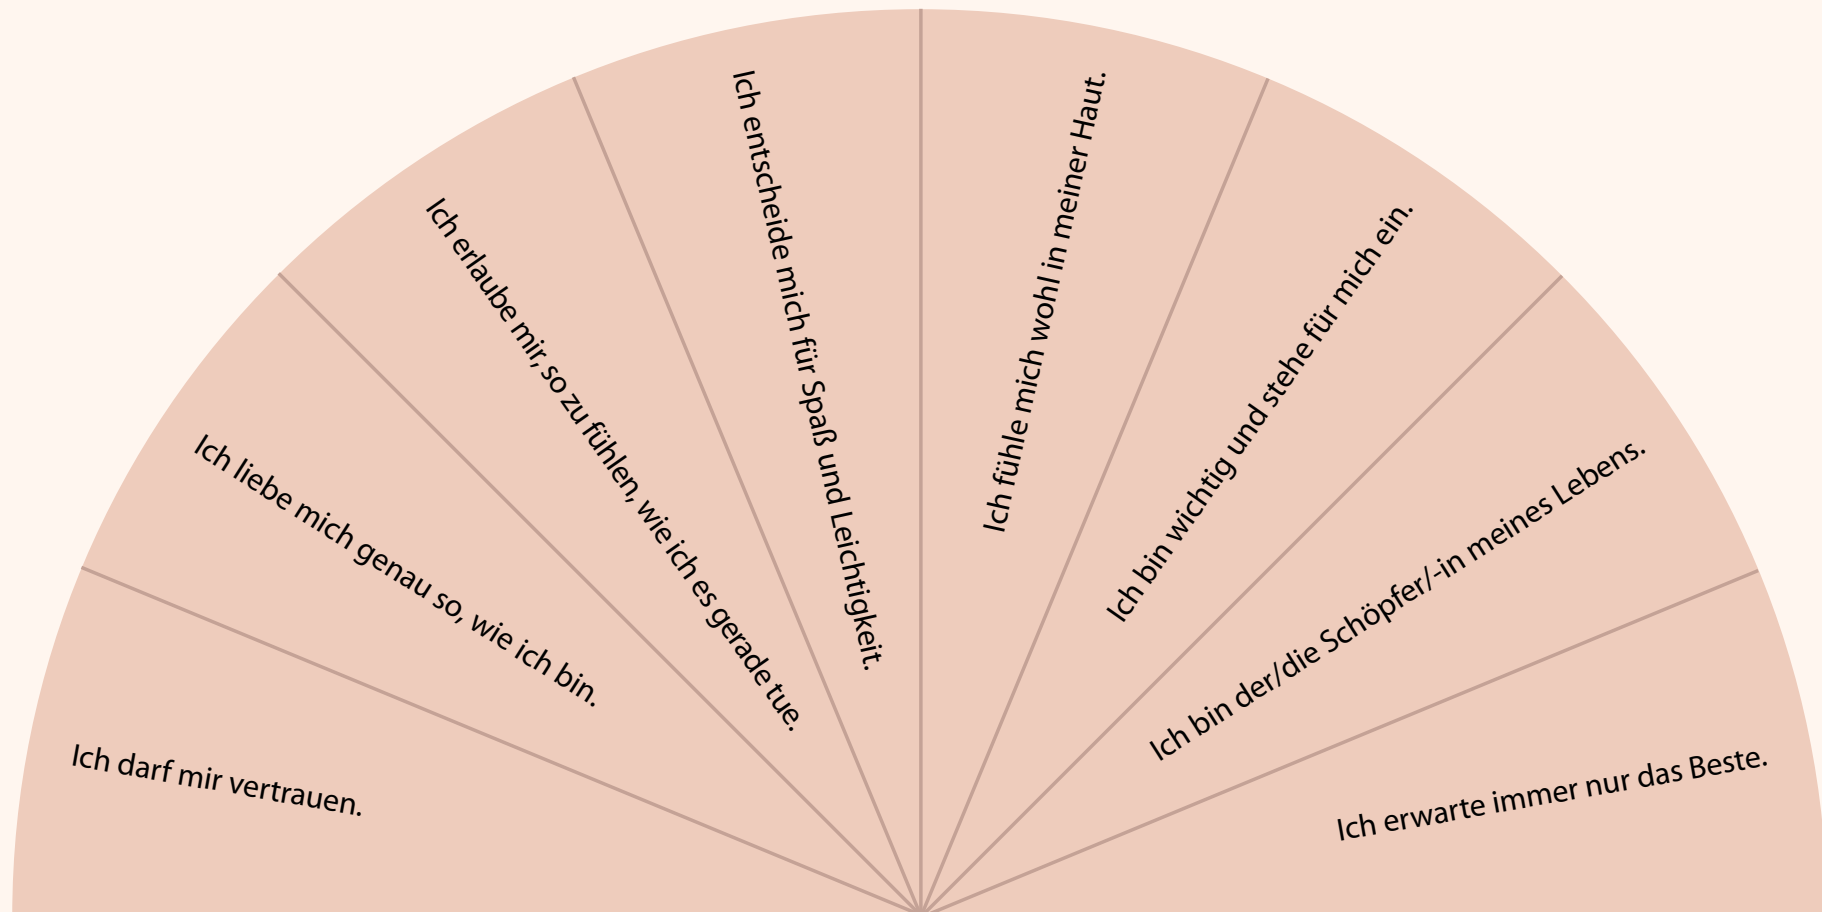 Ich darf mir vertrauen.
Ich liebe mich genau so, wie ich bin.
Ich erlaube mir, so zu fühlen, wie ich es gerade tue.
Ich entscheide mich für Spaß und Leichtigkeit.
Ich fühle mich wohl in meiner Haut.
Ich bin wichtig und stehe für mich ein.
Ich bin der/die Schöpfer/-in meines Lebens.
Ich erwarte immer nur das Beste.